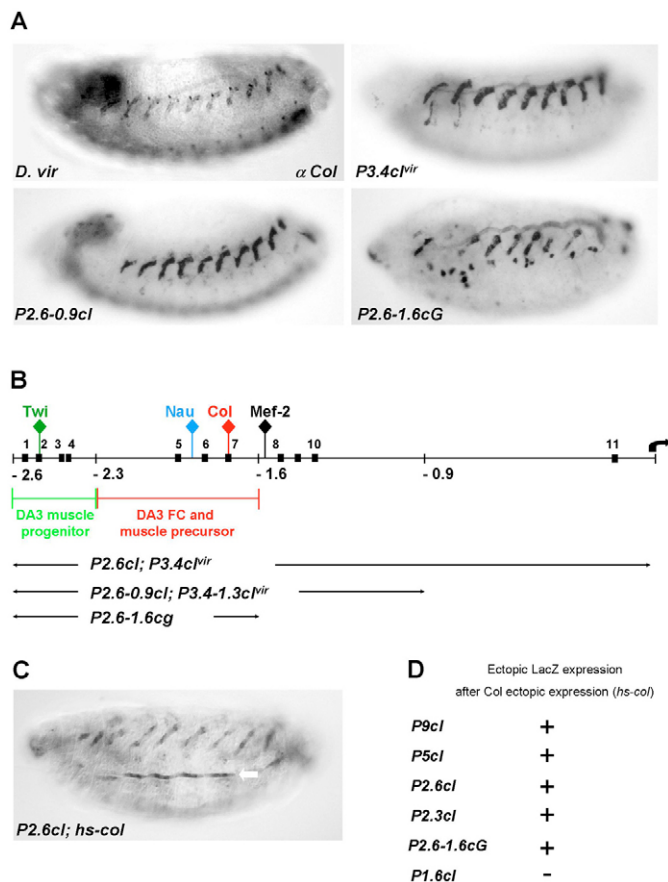 A
D. vir
α Col
P3.4cl^vir
P2.6-0.9cl
P2.6-1.6cG
B
Twi Nau Col Mef-2
1 2 3 4 5 6 7 8 10 11
- 2.6 - 2.3 - 1.6 - 0.9
DA3 muscle progenitor
DA3 FC and muscle precursor
P2.6cl; P3.4cl^vir
P2.6-0.9cl; P3.4-1.3cl^vir
P2.6-1.6cg
C
P2.6cl; hs-col
D
Ectopic LacZ expression
after Col ectopic expression (hs-col)
P9cl +
P5cl +
P2.6cl +
P2.3cl +
P2.6-1.6cG +
P1.6cl -